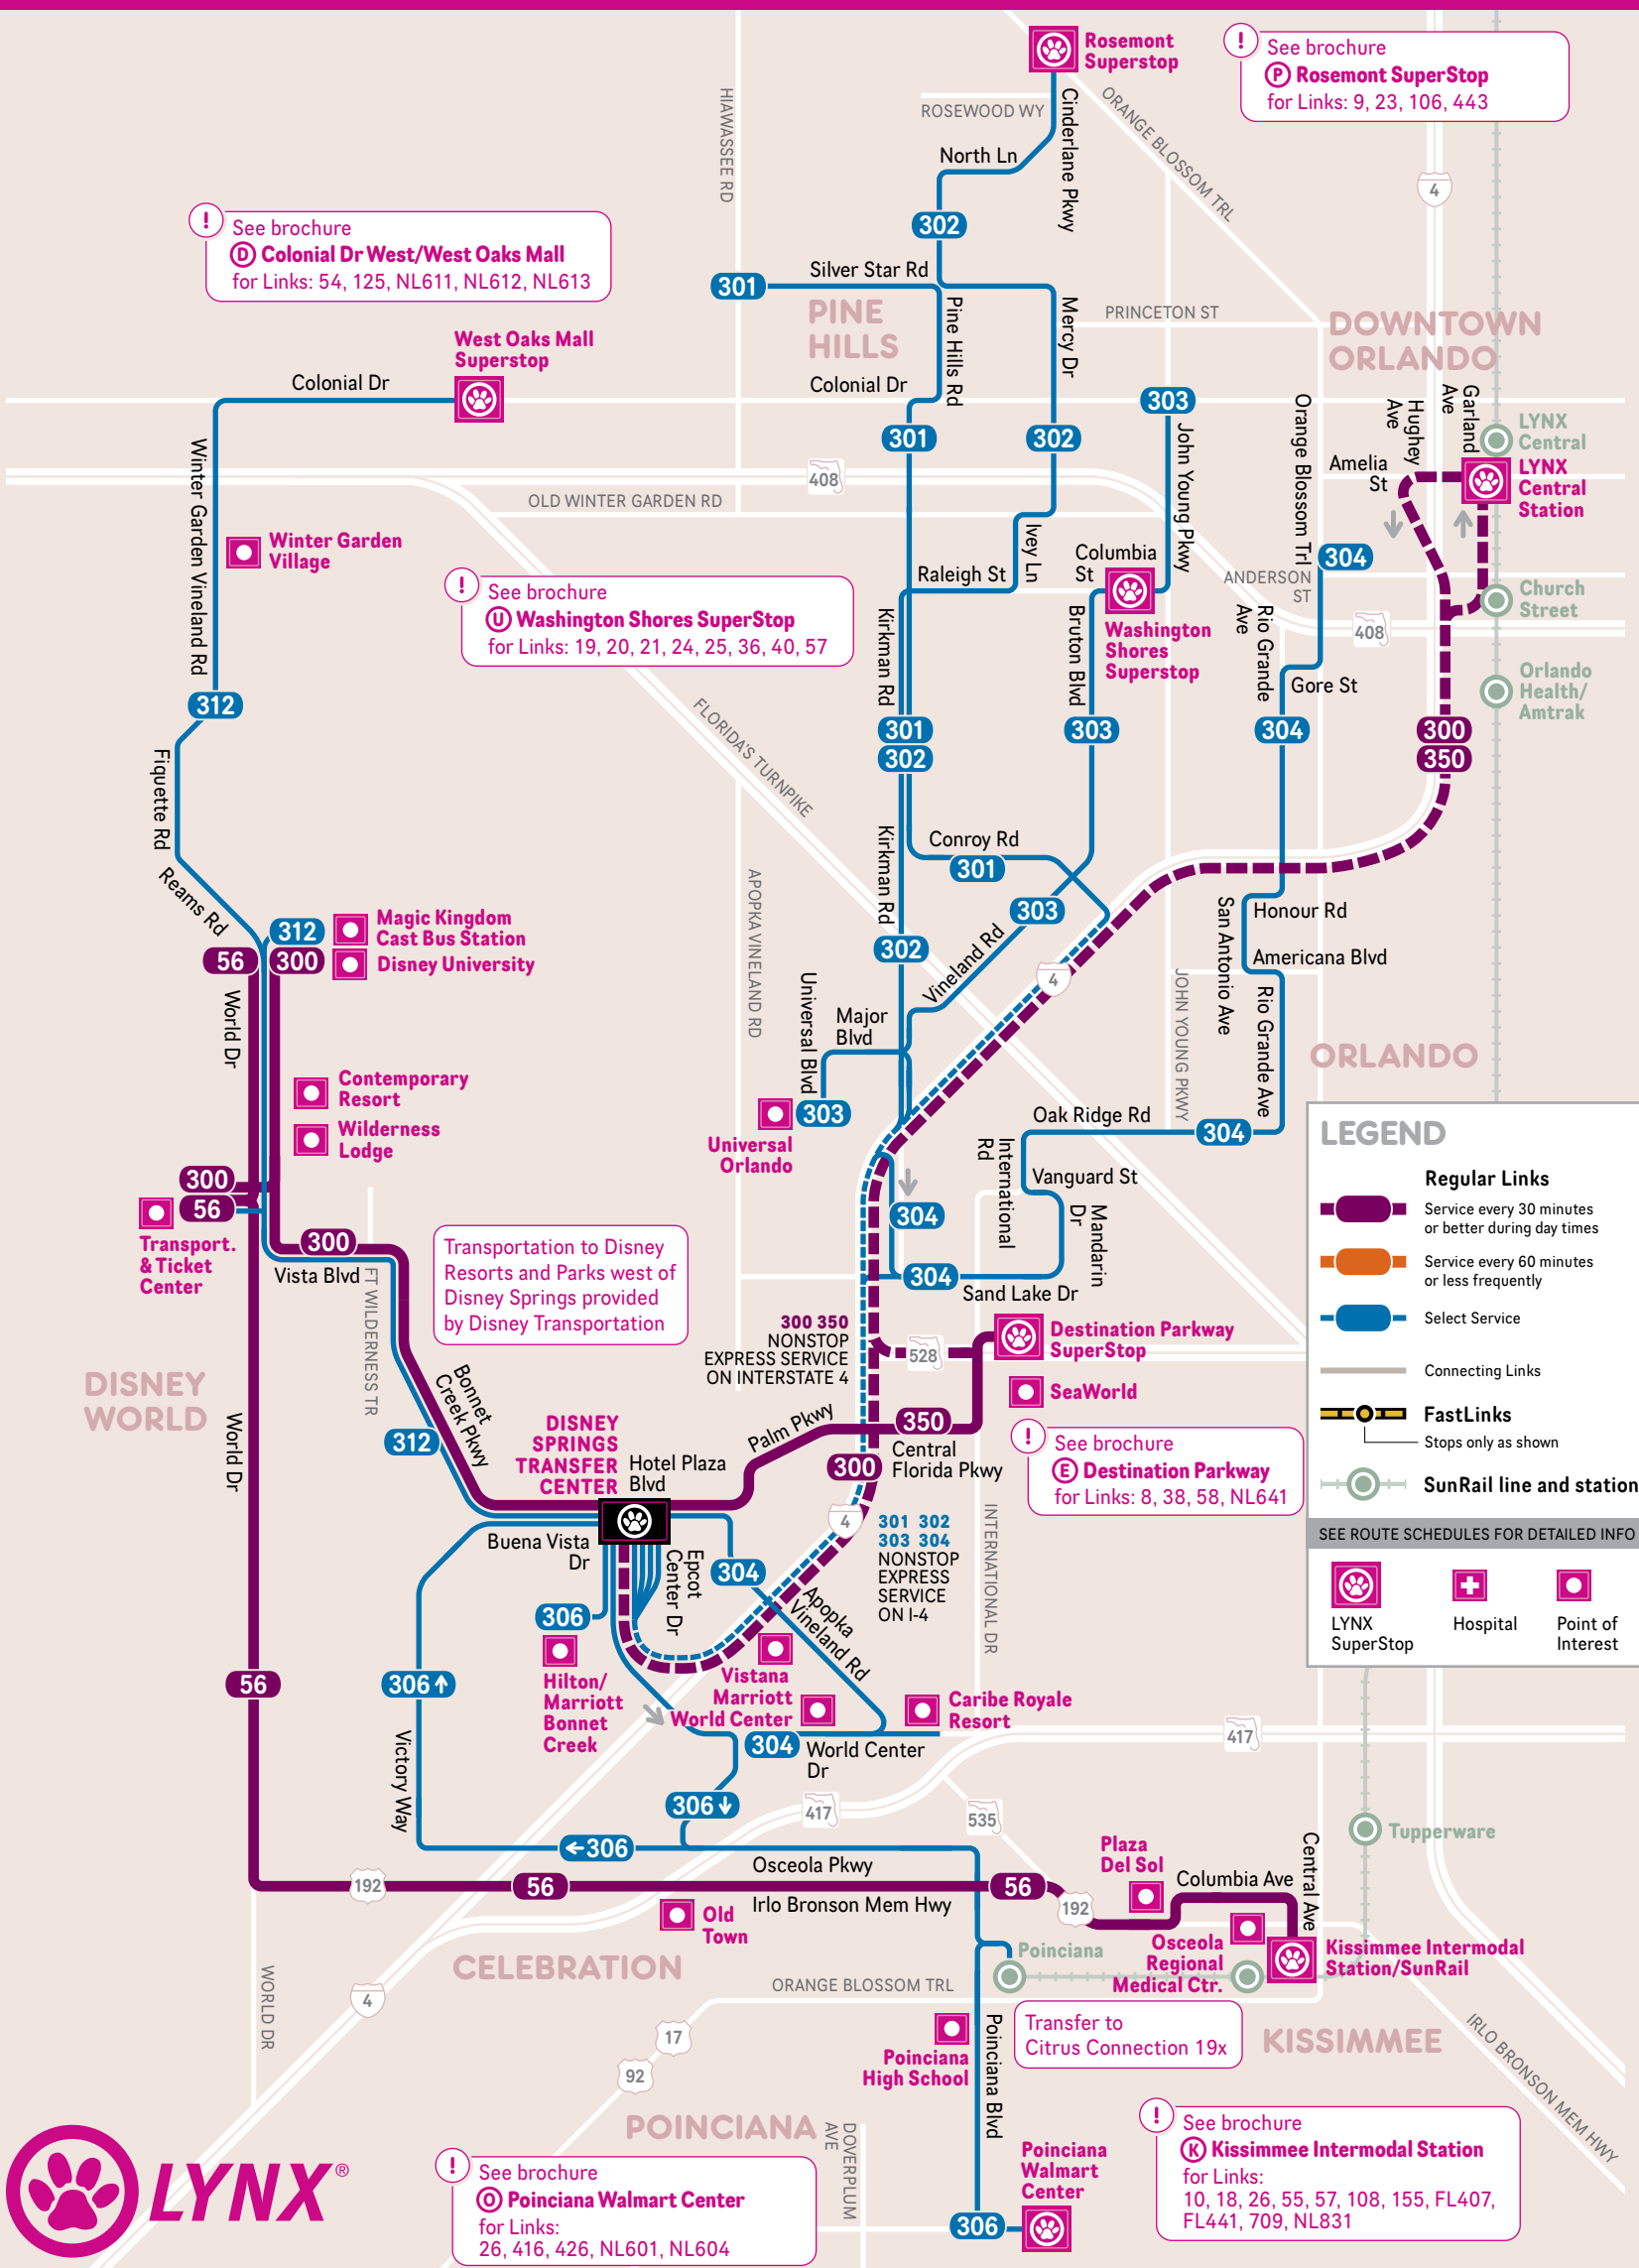 Rosemont
Superstop
!
See brochure
P Rosemont SuperStop
for Links: 9, 23, 106, 443
HIAWASSEE RD
ROSEWOOD WY
Cinderlane Pkwy
ORANGE BLOSSOM TRL
North Ln
4
302
!
See brochure
D Colonial Dr West/West Oaks Mall
for Links: 54, 125, NL611, NL612, NL613
301
Silver Star Rd
PINE
HILLS
Pine Hills Rd
Mercy Dr
PRINCETON ST
DOWNTOWN
ORLANDO
West Oaks Mall
Superstop
Colonial Dr
Colonial Dr
303
Orange Blossom Trl
Hughey
Ave
Garland
Ave
LYNX
Central
301
302
John Young Pkwy
Winter Garden Vineland Rd
408
Amelia
St
LYNX
Central
Station
OLD WINTER GARDEN RD
Winter Garden
Village
Ivey Ln
Columbia
St
304
Raleigh St
ANDERSON
ST
Church
Street
!
See brochure
U Washington Shores SuperStop
for Links: 19, 20, 21, 24, 25, 36, 40, 57
Kirkman Rd
Bruton Blvd
Washington
Shores
Superstop
Rio Grande
Ave
408
Gore St
Orlando
Health/
Amtrak
312
FLORIDA'S TURNPIKE
301
302
303
304
300
350
Fiquette Rd
Kirkman Rd
Conroy Rd
301
Reams Rd
APOPKA VINELAND RD
312
Magic Kingdom
Cast Bus Station
56
300
Disney University
303
302
Vineland Rd
San Antonio Ave
Honour Rd
Americana Blvd
4
World Dr
Universal Blvd
Major
Blvd
JOHN YOUNG PKWY
Rio Grande Ave
ORLANDO
Contemporary
Resort
Wilderness
Lodge
303
Universal
Orlando
Oak Ridge Rd
304
International
Rd
Vanguard St
Mandarin
Dr
300
56
Transport.
& Ticket
Center
300
Vista Blvd
FT WILDERNESS TR
Transportation to Disney
Resorts and Parks west of
Disney Springs provided
by Disney Transportation
304
304
Sand Lake Dr
300 350
NONSTOP
EXPRESS SERVICE
ON INTERSTATE 4
528
Destination Parkway
SuperStop
SeaWorld
LEGEND
Regular Links
Service every 30 minutes
or better during day times
Service every 60 minutes
or less frequently
Select Service
Connecting Links
FastLinks
Stops only as shown
SunRail line and station
SEE ROUTE SCHEDULES FOR DETAILED INFO
LYNX
SuperStop
Hospital
Point of
Interest
DISNEY
WORLD
World Dr
Bonnet
Creek Pkwy
312
DISNEY
SPRINGS
TRANSFER
CENTER
Hotel Plaza
Blvd
Palm Pkwy
350
Central
Florida Pkwy
300
!
See brochure
E Destination Parkway
for Links: 8, 38, 58, NL641
INTERNATIONAL DR
4
301 302
303 304
NONSTOP
EXPRESS
SERVICE
ON I-4
Buena Vista
Dr
Epcot
Center Dr
304
Apopka
Vineland Rd
306
Hilton/
Marriott
Bonnet
Creek
Vistana
Marriott
World Center
Caribe Royale
Resort
56
306
Victory Way
304
World Center
Dr
417
306
417
535
Tupperware
306
Osceola Pkwy
Plaza
Del Sol
Columbia Ave
Central Ave
192
56
56
192
Irlo Bronson Mem Hwy
Old
Town
CELEBRATION
Poinciana
Osceola
Regional
Medical Ctr.
Kissimmee Intermodal
Station/SunRail
WORLD DR
4
ORANGE BLOSSOM TRL
17
92
Poinciana
High School
Poinciana Blvd
Transfer to
Citrus Connection 19x
KISSIMMEE
IRLO BRONSON MEM HWY
POINCIANA
DOVERPLUM
AVE
LYNX®
!
See brochure
O Poinciana Walmart Center
for Links:
26, 416, 426, NL601, NL604
Poinciana
Walmart
Center
306
!
See brochure
K Kissimmee Intermodal Station
for Links:
10, 18, 26, 55, 57, 108, 155, FL407,
FL441, 709, NL831